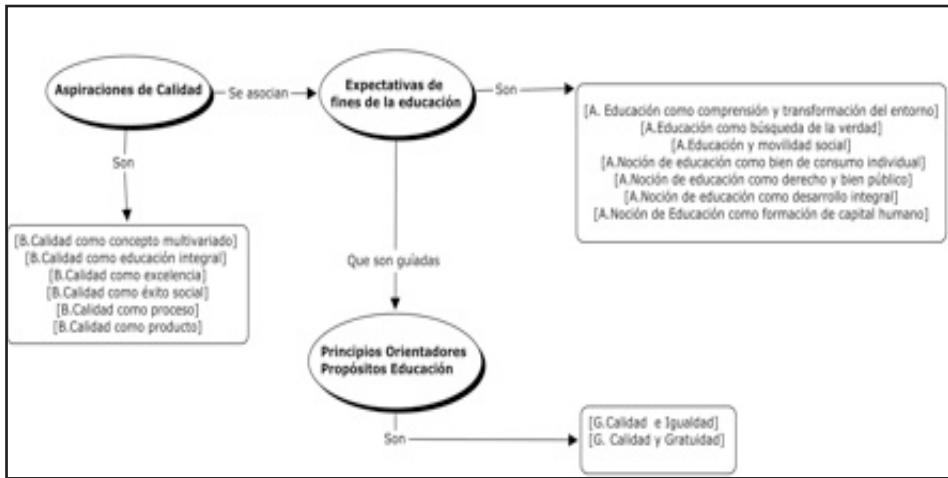 Aspiraciones de Calidad
Se asocian
Expectativas de
fines de la educación
Son
[A. Educación como comprensión y transformación del entorno]
[A.Educación como búsqueda de la verdad]
[A.Educación y movilidad social]
[A.Noción de educación como bien de consumo individual]
[A.Noción de educación como derecho y bien público]
[A.Noción de educación como desarrollo integral]
[A.Noción de Educación como formación de capital humano]
Son
[B.Calidad como concepto multivariado]
[B.Calidad como educación integral]
[B.Calidad como excelencia]
[B.Calidad como éxito social]
[B.Calidad como proceso]
[B.Calidad como producto]
Que son guíadas
Principios Orientadores
Propósitos Educación
Son
[G.Calidad e Igualdad]
[G. Calidad y Gratuidad]